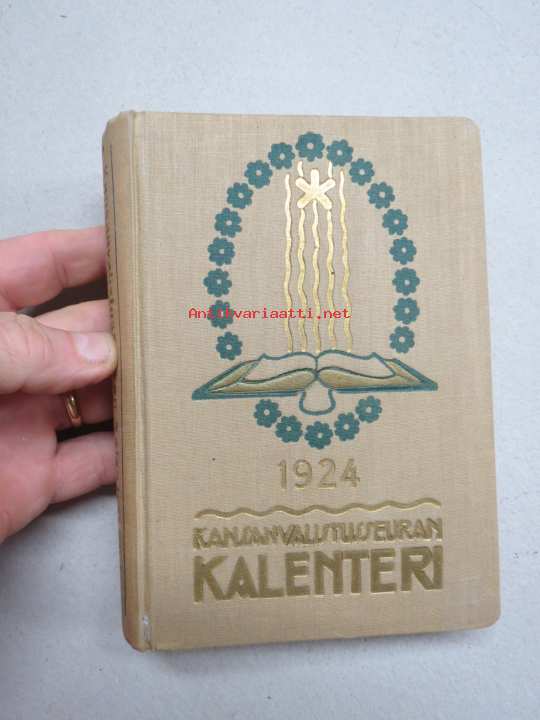 Antikvariaatti.net
1924
KANSANVALISTUSSEURAN
KALENTERI